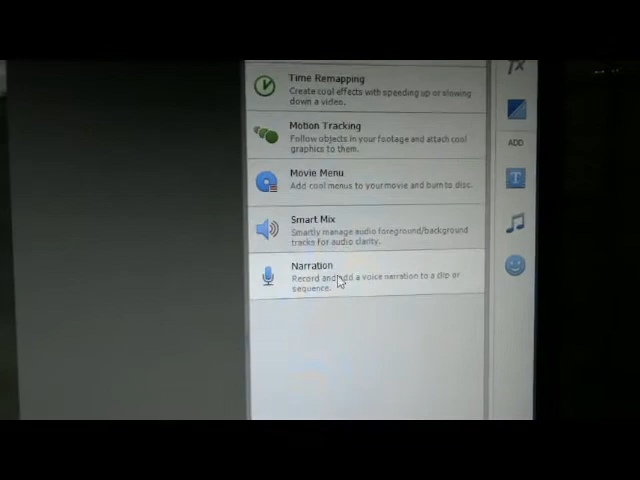 Time Remapping
Create cool effects with speeding up or slowing
down a video.
Motion Tracking
Follow objects in your footage and attach cool
graphics to them.
Movie Menu
Add cool menus to your movie and burn to disc.
Smart Mix
Smartly manage audio foreground/background
tracks for audio clarity.
Narration
Record and add a voice narration to a clip or
sequence.
fx
ADD
T